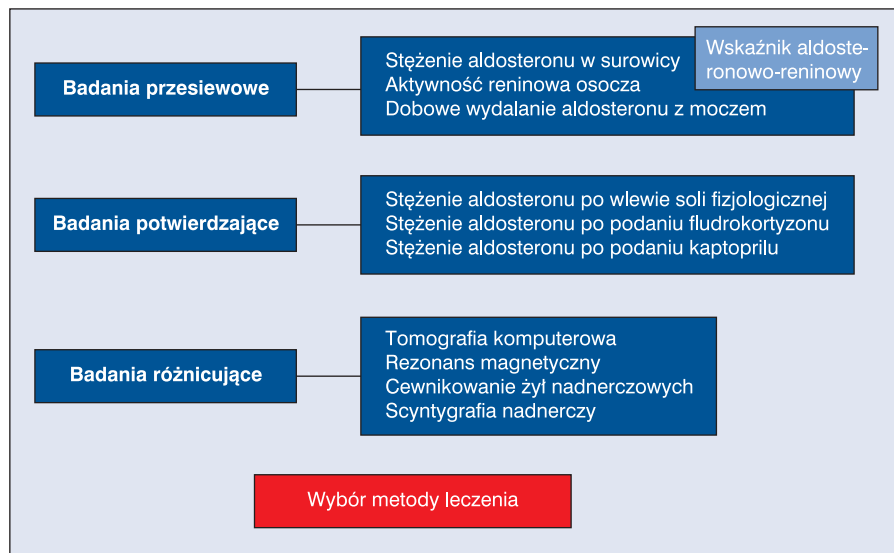 Badania przesiewowe
Stężenie aldosteronu w surowicy
Aktywność reninowa osocza
Dobowe wydalanie aldosteronu z moczem
Wskaźnik aldoste-
ronowo-reninowy
Badania potwierdzające
Stężenie aldosteronu po wlewie soli fizjologicznej
Stężenie aldosteronu po podaniu fludrokortyzonu
Stężenie aldosteronu po podaniu kaptoprilu
Badania różnicujące
Tomografia komputerowa
Rezonans magnetyczny
Cewnikowanie żył nadnerczowych
Scyntygrafia nadnerczy
Wybór metody leczenia